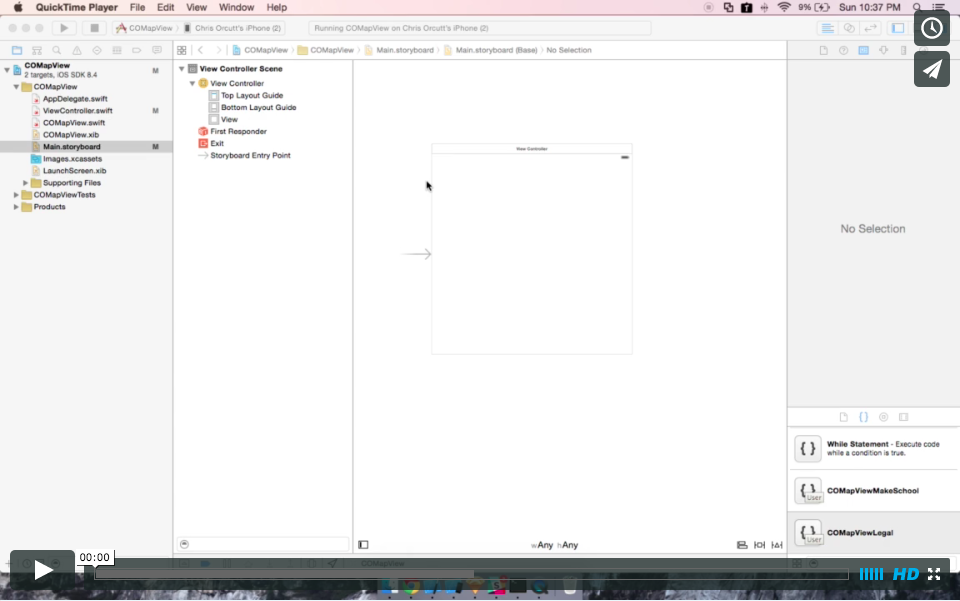 QuickTime Player File Edit View Window Help 9% Sun 10:37 PM
COMapView Chris Orcutt's iPhone (2) Running COMapView on Chris Orcutt's iPhone (2)
COMapView COMapView Main.storyboard Main.storyboard (Base) No Selection
COMapView M
2 targets, iOS SDK 8.4
COMapView
AppDelegate.swift
ViewController.swift M
COMapView.swift
COMapView.xib
Main.storyboard M
Images.xcassets
LaunchScreen.xib
Supporting Files
COMapViewTests
Products
View Controller Scene
View Controller
Top Layout Guide
Bottom Layout Guide
View
First Responder
Exit
Storyboard Entry Point
View Controller
wAny hAny
No Selection
{}
{ } While Statement - Execute code
while a condition is true.
{ } User COMapViewMakeSchool
{ } User COMapViewLegal
00:00
COMapView
HD